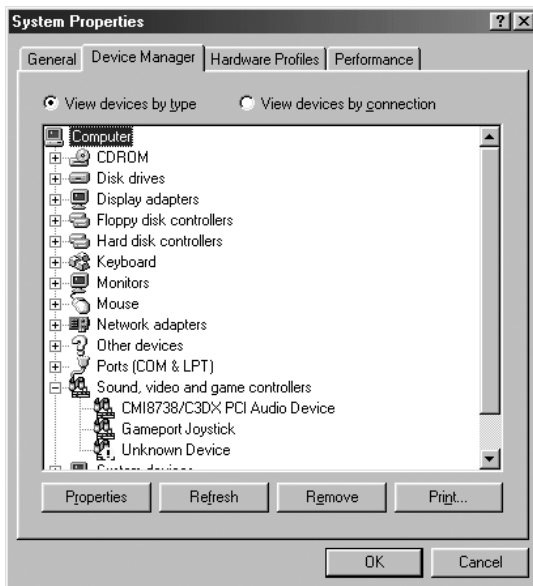 System Properties
General Device Manager Hardware Profiles Performance
View devices by type View devices by connection
Computer
CDROM
Disk drives
Display adapters
Floppy disk controllers
Hard disk controllers
Keyboard
Monitors
Mouse
Network adapters
Other devices
Ports (COM & LPT)
Sound, video and game controllers
CMI8738/C3DX PCI Audio Device
Gameport Joystick
Unknown Device
System devices
Properties Refresh Remove Print...
OK Cancel